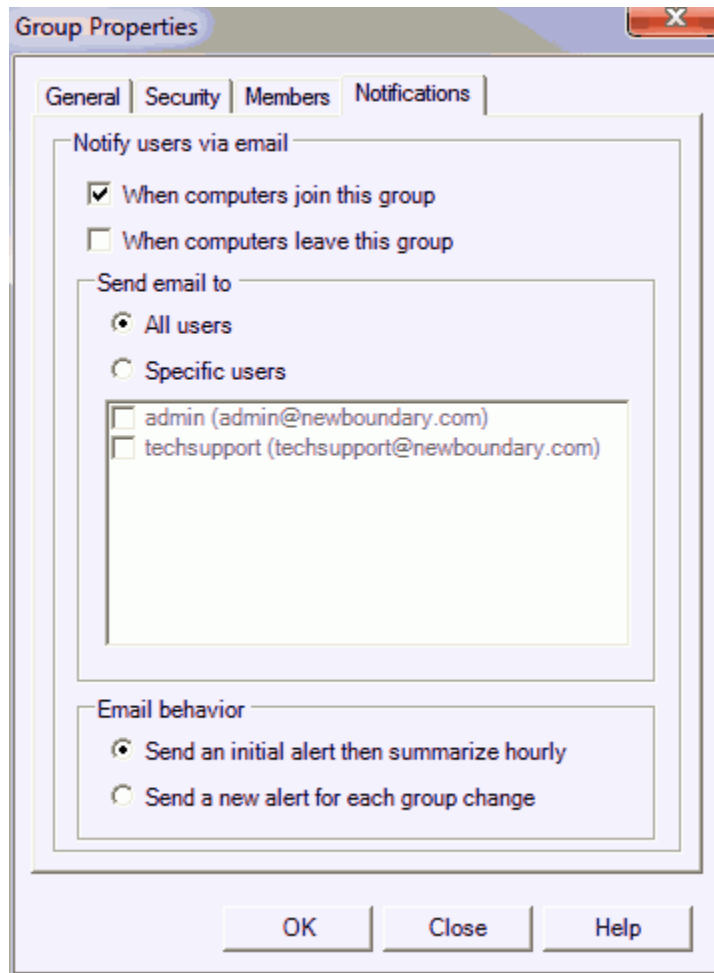 Group Properties
General Security Members Notifications
Notify users via email
When computers join this group
When computers leave this group
Send email to
All users
Specific users
admin (admin@newboundary.com)
techsupport (techsupport@newboundary.com)
Email behavior
Send an initial alert then summarize hourly
Send a new alert for each group change
OK Close Help